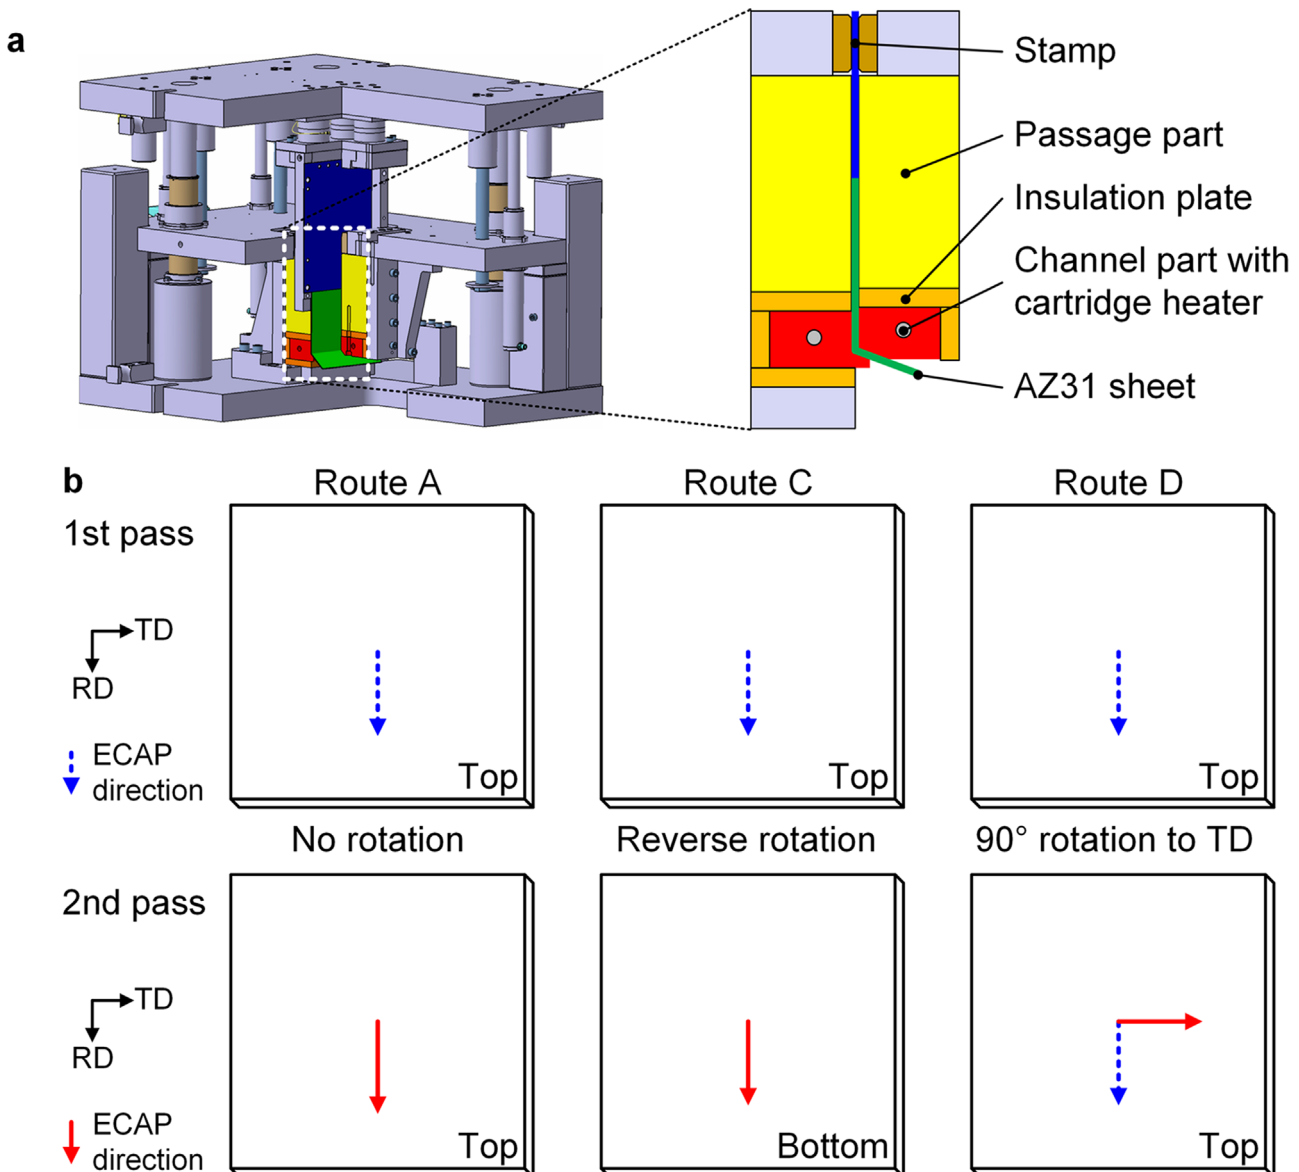 a
Stamp
Passage part
Insulation plate
Channel part with
cartridge heater
AZ31 sheet
b
Route A
Route C
Route D
1st pass
TD
RD
ECAP
direction
Top
Top
Top
No rotation
Reverse rotation
90° rotation to TD
2nd pass
TD
RD
ECAP
direction
Top
Bottom
Top